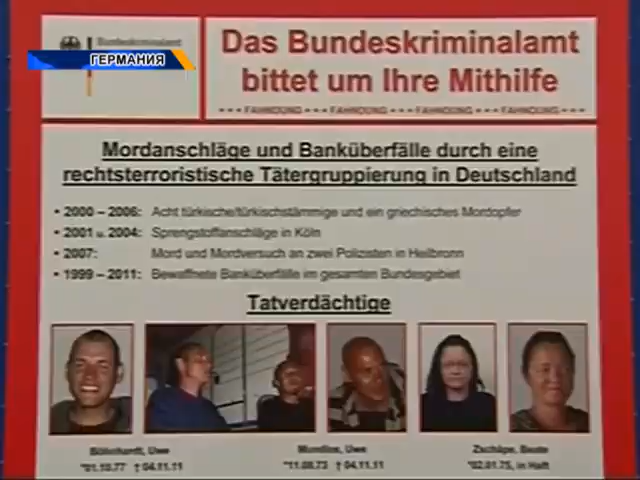 Bundeskriminalamt
ГЕРМАНИЯ
Das Bundeskriminalamt
bittet um Ihre Mithilfe
FAHNDUNG FAHNDUNG FAHNDUNG FAHNDUNG
Mordanschläge und Banküberfälle durch eine
rechtsterroristische Tätergruppierung in Deutschland
• 2000 – 2006: Acht türkische/türkischstämmige und ein griechisches Mordopfer
• 2001 u. 2004: Sprengstoffanschläge in Köln
• 2007: Mord und Mordversuch an zwei Polizisten in Heilbronn
• 1999 – 2011: Bewaffnete Banküberfälle im gesamten Bundesgebiet
Tatverdächtige
Böhnhardt, Uwe Mundlos, Uwe Zschäpe, Beate
*01.10.77 †04.11.11 *11.08.73 †04.11.11 *02.01.75, in Haft